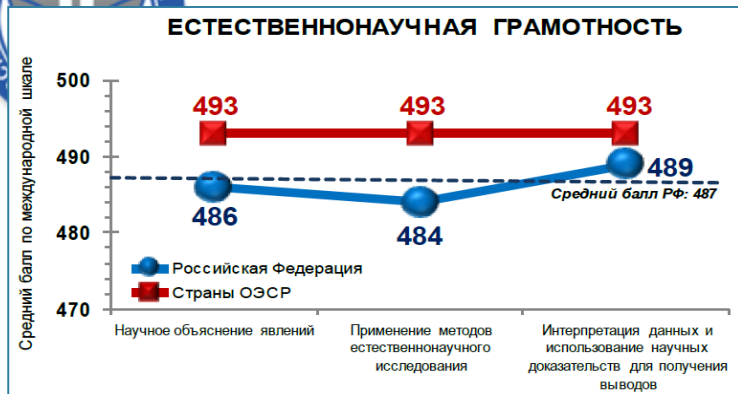 ЕСТЕСТВЕННОНАУЧНАЯ ГРАМОТНОСТЬ
Средний балл по международной шкале
500
490
480
470
493
493
493
486
484
489
Средний балл РФ: 487
Российская Федерация
Страны ОЭСР
Научное объяснение явлений
Применение методов
естественнонаучного
исследования
Интерпретация данных и
использование научных
доказательств для получения
выводов